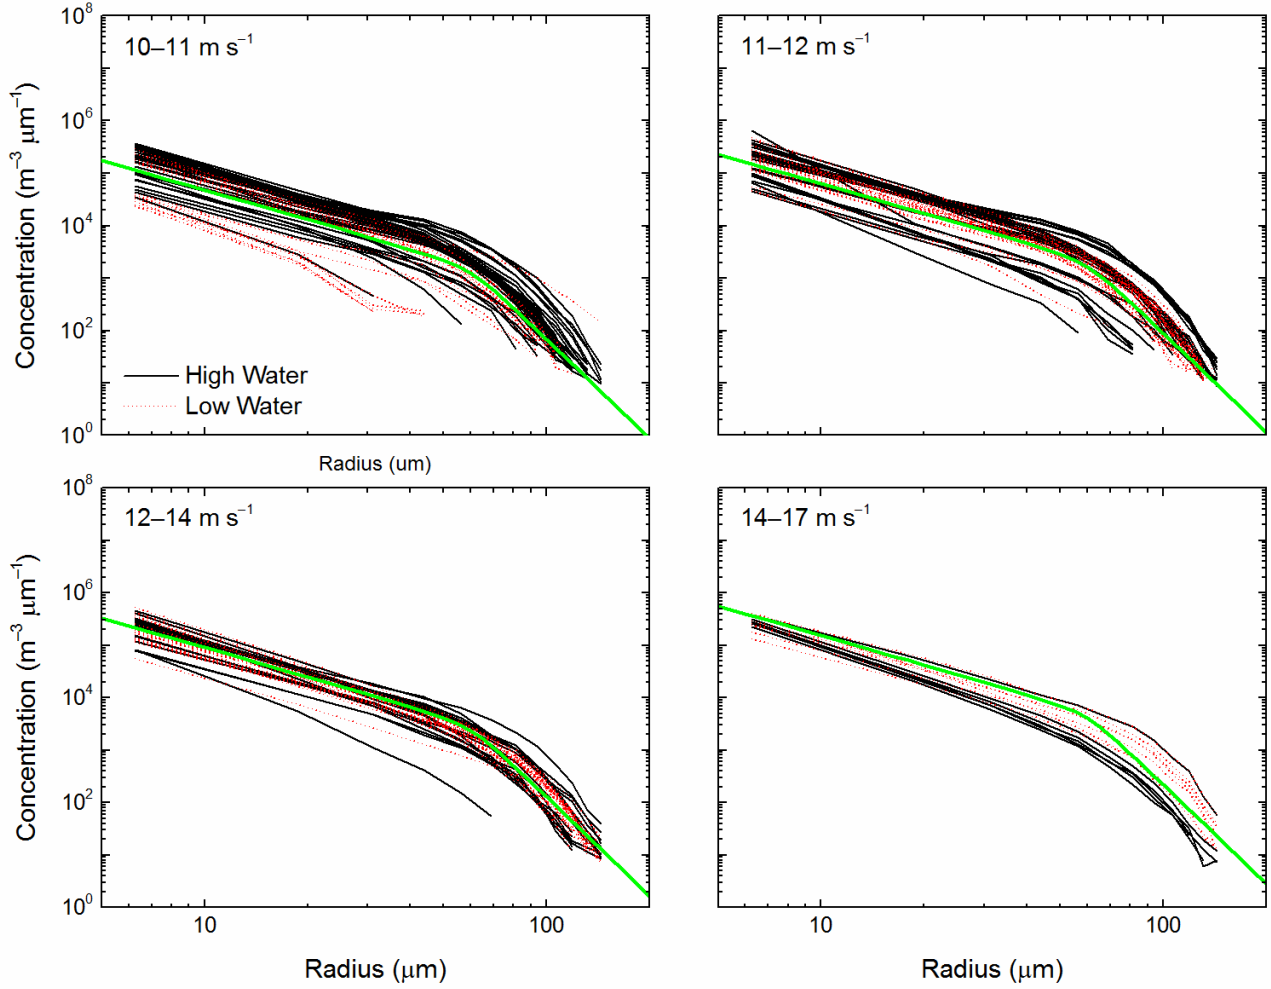 10⁸
10–11 m s⁻¹
11–12 m s⁻¹
10⁶
10⁴
10²
10⁰
Concentration (m⁻³ μm⁻¹)
High Water
Low Water
Radius (um)
10⁸
12–14 m s⁻¹
14–17 m s⁻¹
10⁶
10⁴
10²
10⁰
Concentration (m⁻³ μm⁻¹)
10 100
10 100
Radius (μm)
Radius (μm)